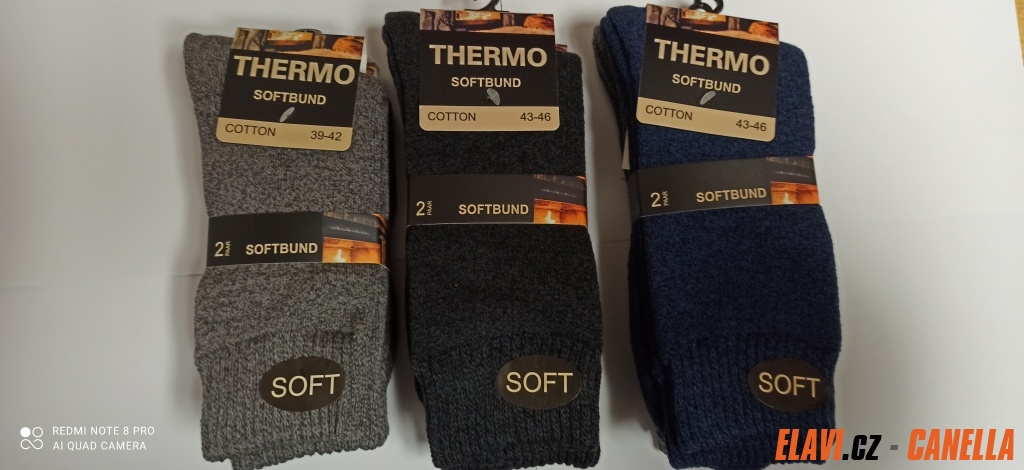 THERMO
SOFTBUND
COTTON 39-42
2 PAAR SOFTBUND
SOFT
THERMO
SOFTBUND
COTTON 43-46
2 PAAR SOFTBUND
SOFT
THERMO
SOFTBUND
COTTON 43-46
2 PAAR SOFTBUND
SOFT
REDMI NOTE 8 PRO
AI QUAD CAMERA
ELAVI.CZ - CANELLA